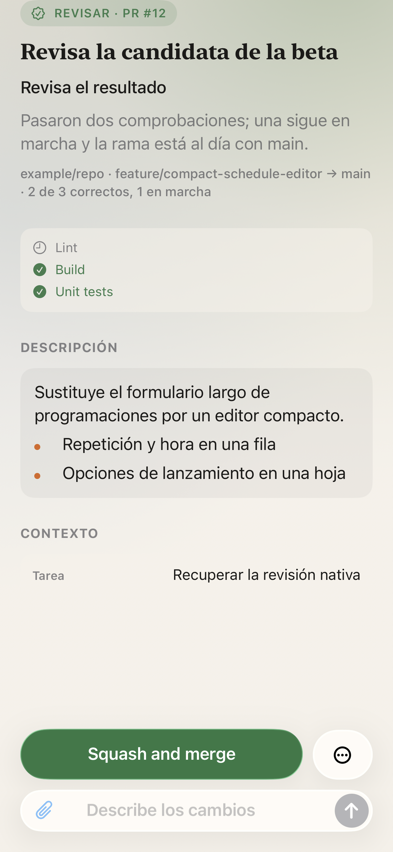 REVISAR · PR #12
Revisa la candidata de la beta
Revisa el resultado
Pasaron dos comprobaciones; una sigue en
marcha y la rama está al día con main.
example/repo · feature/compact-schedule-editor → main
· 2 de 3 correctos, 1 en marcha
Lint
Build
Unit tests
DESCRIPCIÓN
Sustituye el formulario largo de
programaciones por un editor compacto.
• Repetición y hora en una fila
• Opciones de lanzamiento en una hoja
CONTEXTO
Tarea Recuperar la revisión nativa
Squash and merge
Describe los cambios